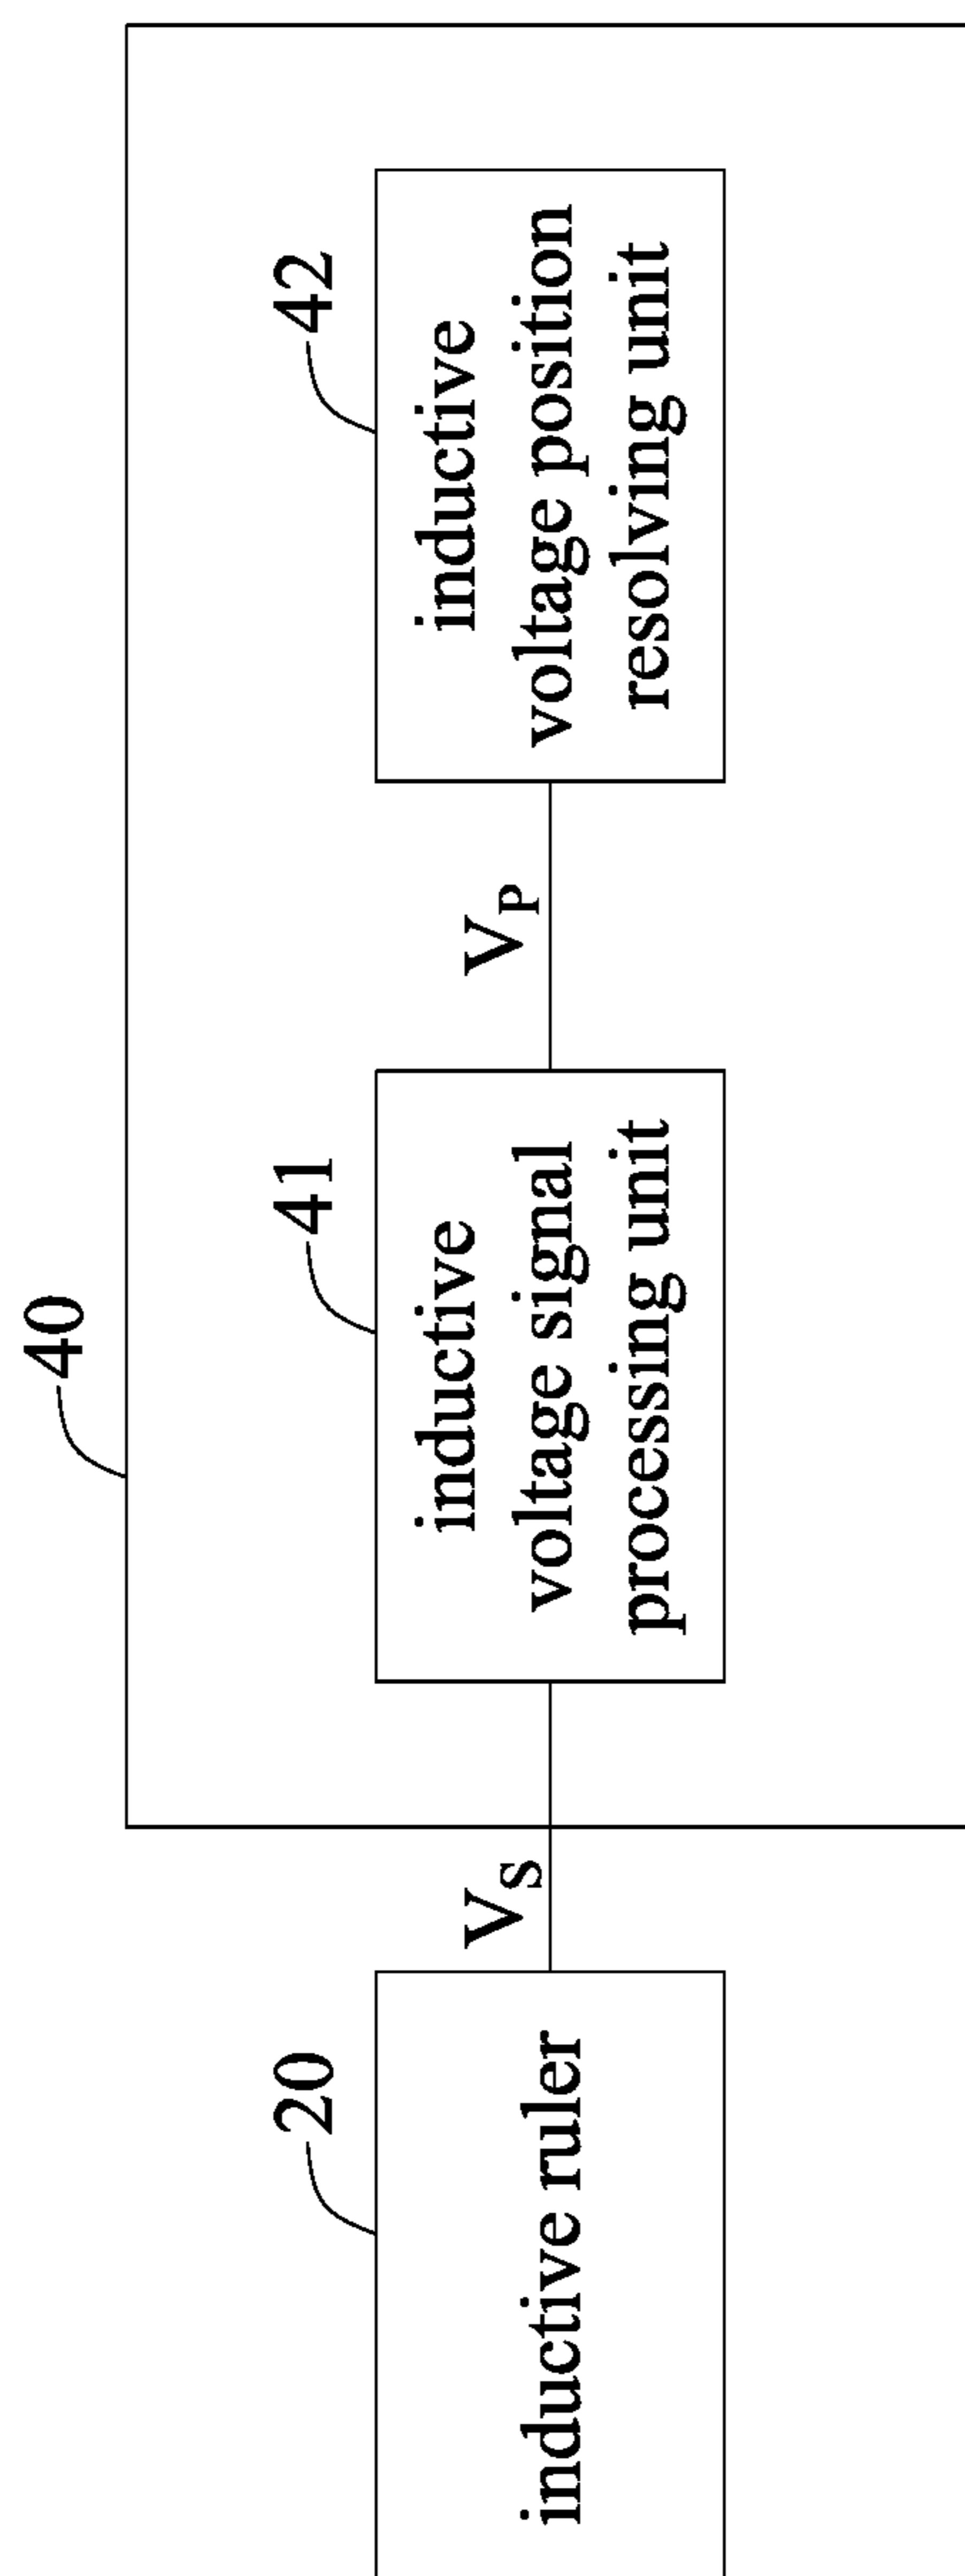 40
20
inductive ruler
V_S
41
inductive
voltage signal
processing unit
V_P
42
inductive
voltage position
resolving unit